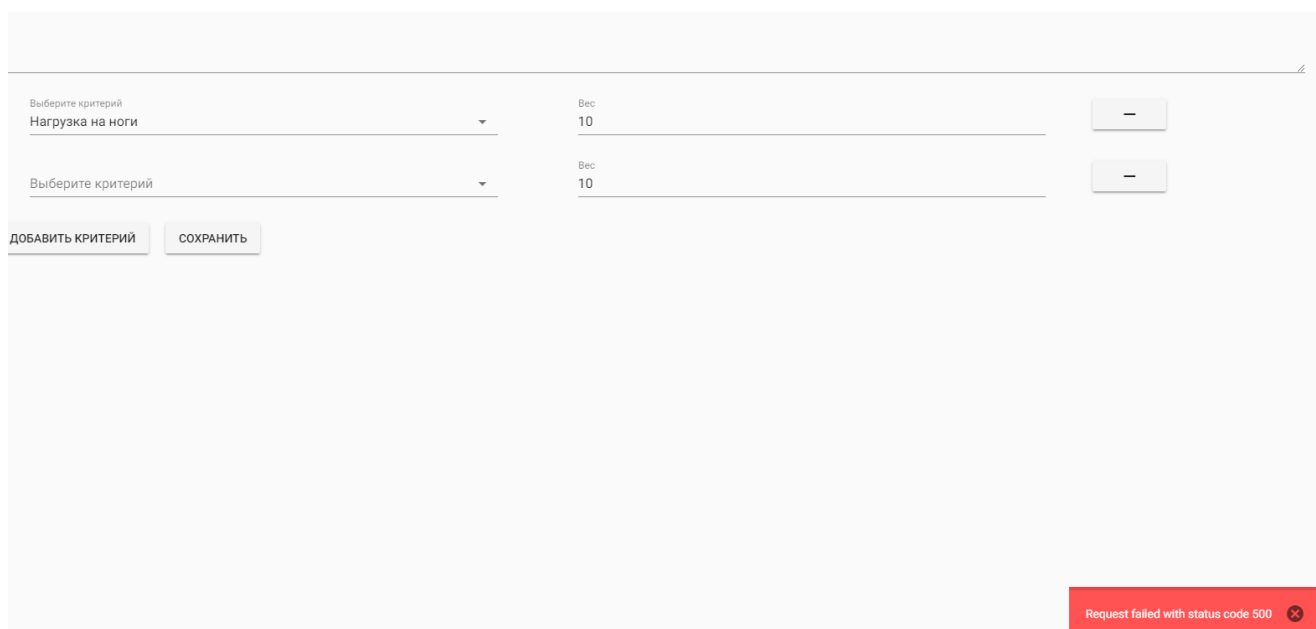 Выберите критерий Вес
Нагрузка на ноги 10 –
Вес
Выберите критерий 10 –
ДОБАВИТЬ КРИТЕРИЙ СОХРАНИТЬ
Request failed with status code 500